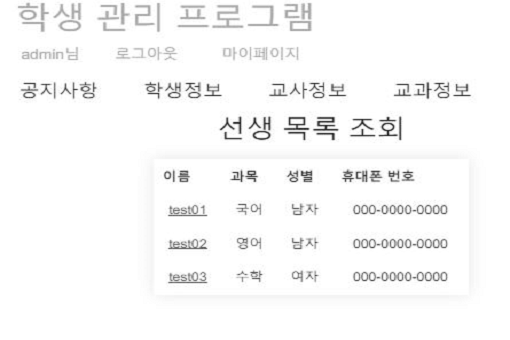 학생 관리 프로그램
admin님 로그아웃 마이페이지
공지사항 학생정보 교사정보 교과정보
선생 목록 조회
이름 과목 성별 휴대폰 번호
test01 국어 남자 000-0000-0000
test02 영어 남자 000-0000-0000
test03 수학 여자 000-0000-0000